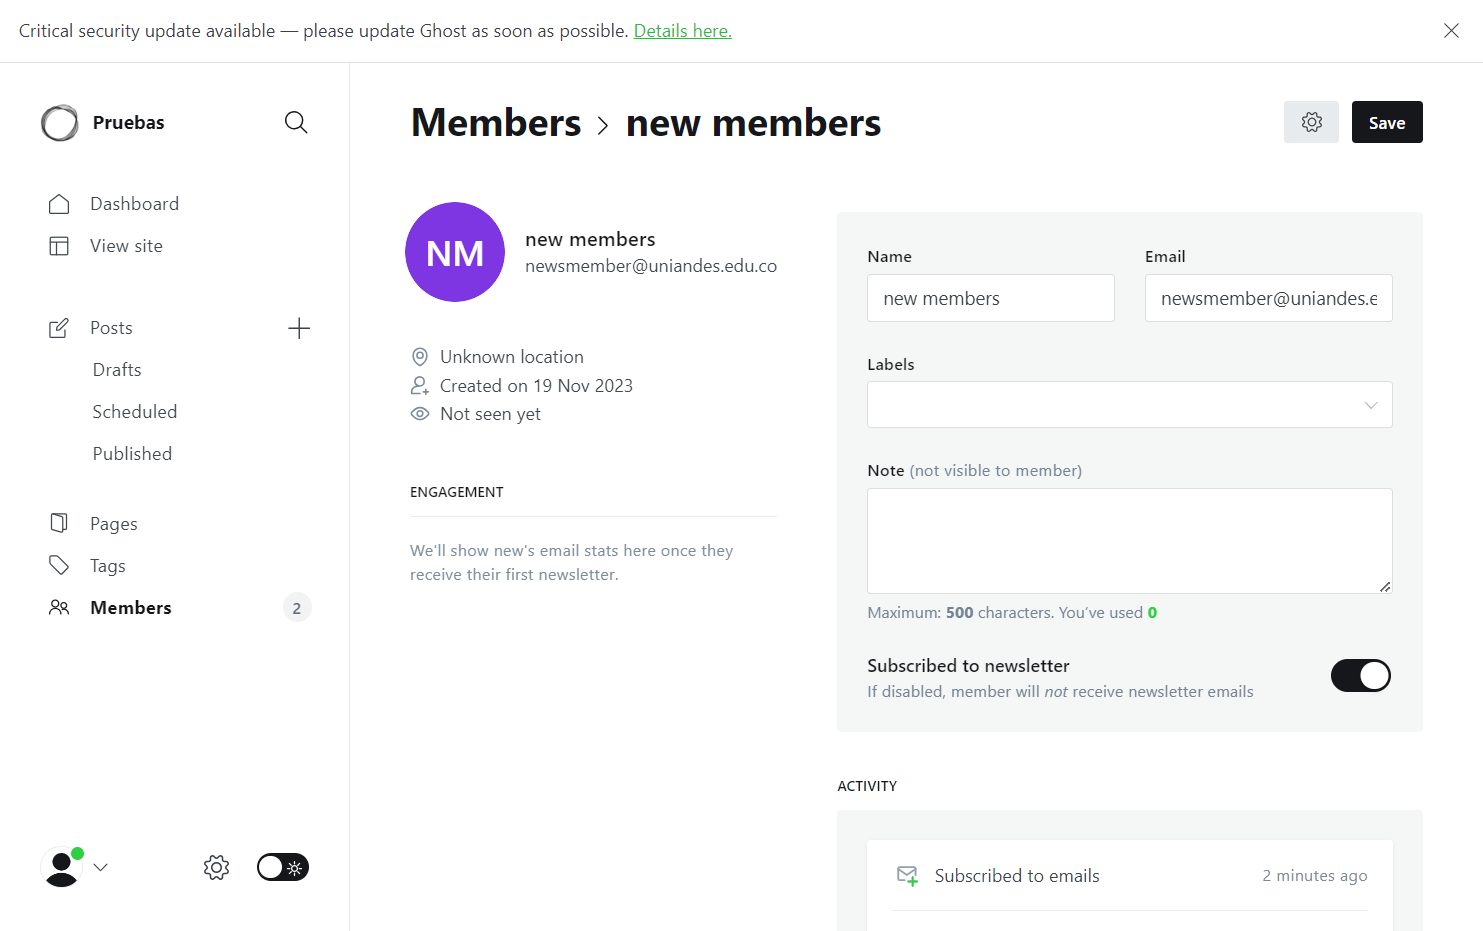 Critical security update available — please update Ghost as soon as possible. Details here.
Pruebas
Dashboard
View site
Posts
Drafts
Scheduled
Published
Pages
Tags
Members 2
Members > new members
Save
NM
new members
newsmember@uniandes.edu.co
Unknown location
Created on 19 Nov 2023
Not seen yet
ENGAGEMENT
We'll show new's email stats here once they
receive their first newsletter.
Name
new members
Email
newsmember@uniandes.e
Labels
Note (not visible to member)
Maximum: 500 characters. You’ve used 0
Subscribed to newsletter
If disabled, member will not receive newsletter emails
ACTIVITY
Subscribed to emails 2 minutes ago